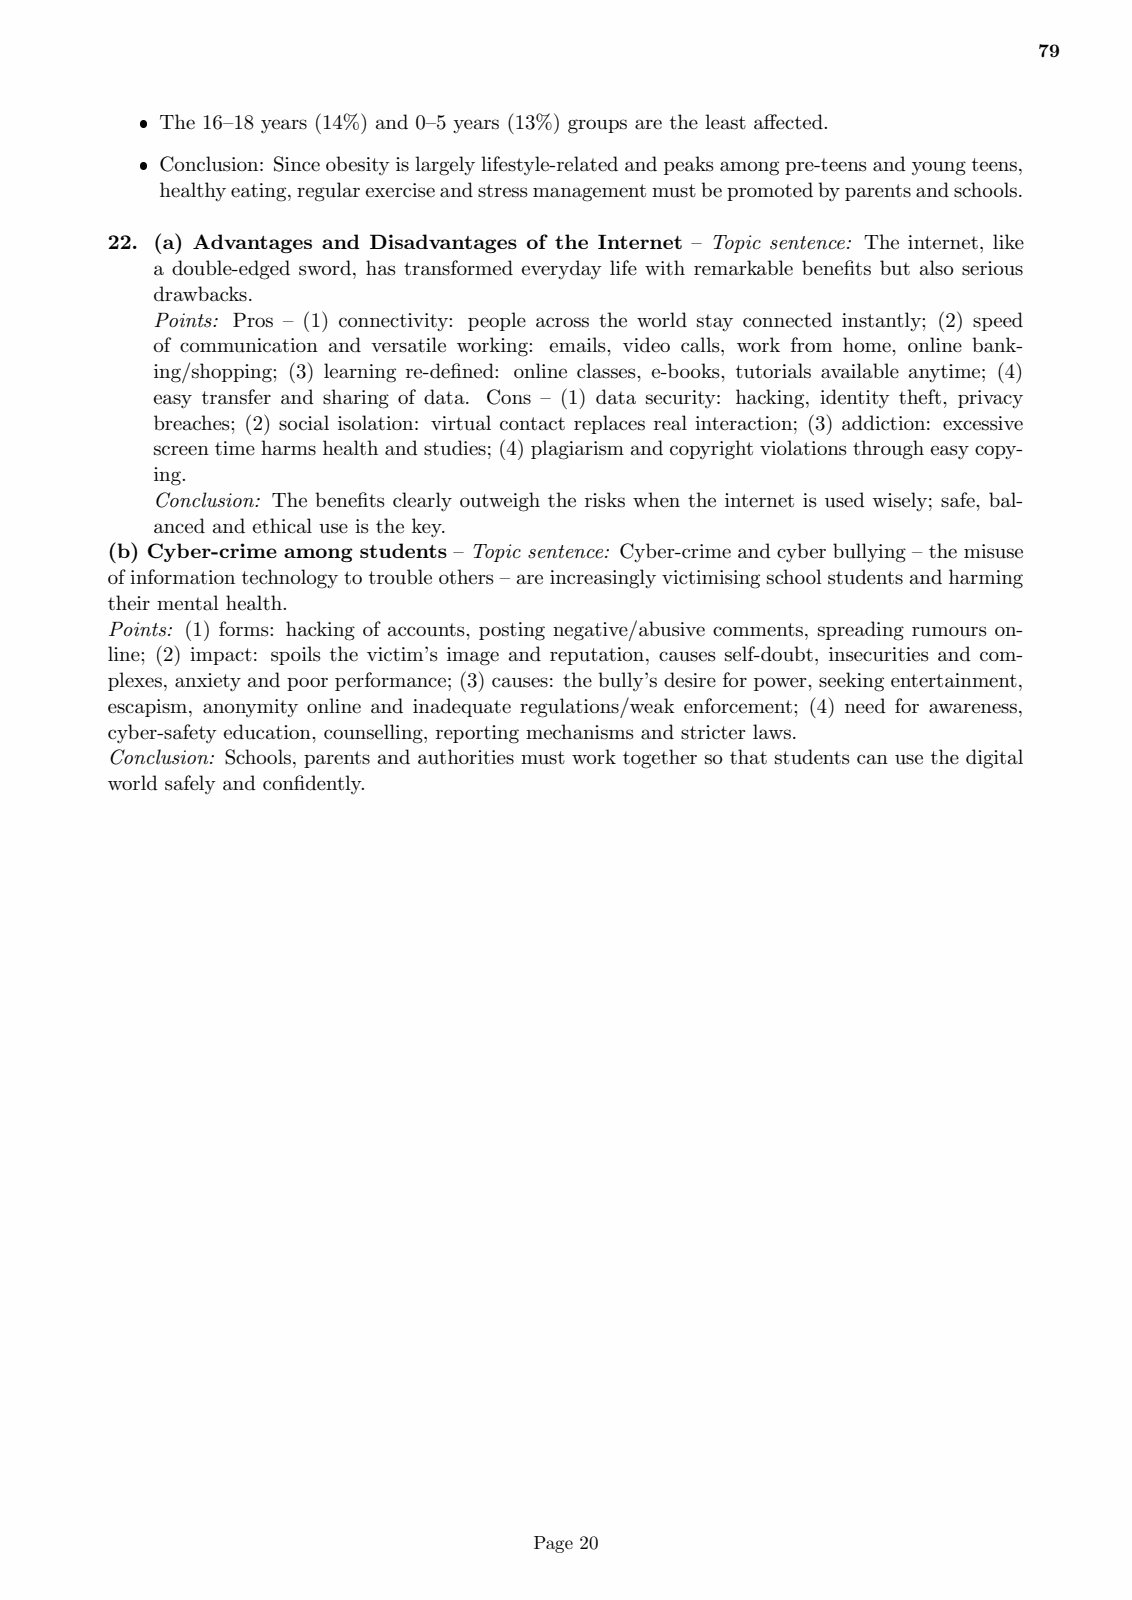 79
• The 16–18 years (14%) and 0–5 years (13%) groups are the least affected.
• Conclusion: Since obesity is largely lifestyle-related and peaks among pre-teens and young teens,
healthy eating, regular exercise and stress management must be promoted by parents and schools.
22. (a) Advantages and Disadvantages of the Internet – Topic sentence: The internet, like
a double-edged sword, has transformed everyday life with remarkable benefits but also serious
drawbacks.
Points: Pros – (1) connectivity: people across the world stay connected instantly; (2) speed
of communication and versatile working: emails, video calls, work from home, online bank-
ing/shopping; (3) learning re-defined: online classes, e-books, tutorials available anytime; (4)
easy transfer and sharing of data. Cons – (1) data security: hacking, identity theft, privacy
breaches; (2) social isolation: virtual contact replaces real interaction; (3) addiction: excessive
screen time harms health and studies; (4) plagiarism and copyright violations through easy copy-
ing.
Conclusion: The benefits clearly outweigh the risks when the internet is used wisely; safe, bal-
anced and ethical use is the key.
(b) Cyber-crime among students – Topic sentence: Cyber-crime and cyber bullying – the misuse
of information technology to trouble others – are increasingly victimising school students and harming
their mental health.
Points: (1) forms: hacking of accounts, posting negative/abusive comments, spreading rumours on-
line; (2) impact: spoils the victim's image and reputation, causes self-doubt, insecurities and com-
plexes, anxiety and poor performance; (3) causes: the bully's desire for power, seeking entertainment,
escapism, anonymity online and inadequate regulations/weak enforcement; (4) need for awareness,
cyber-safety education, counselling, reporting mechanisms and stricter laws.
Conclusion: Schools, parents and authorities must work together so that students can use the digital
world safely and confidently.
Page 20